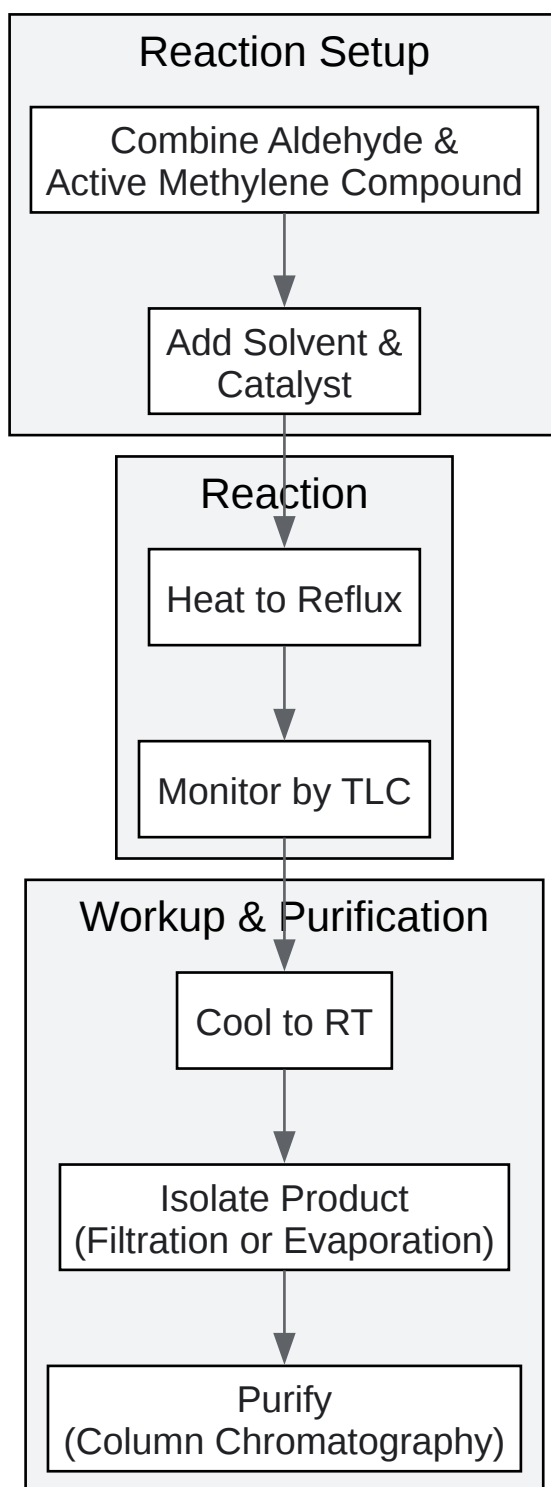 Reaction Setup
Combine Aldehyde &
Active Methylene Compound
Add Solvent &
Catalyst
Reaction
Heat to Reflux
Monitor by TLC
Workup & Purification
Cool to RT
Isolate Product
(Filtration or Evaporation)
Purify
(Column Chromatography)